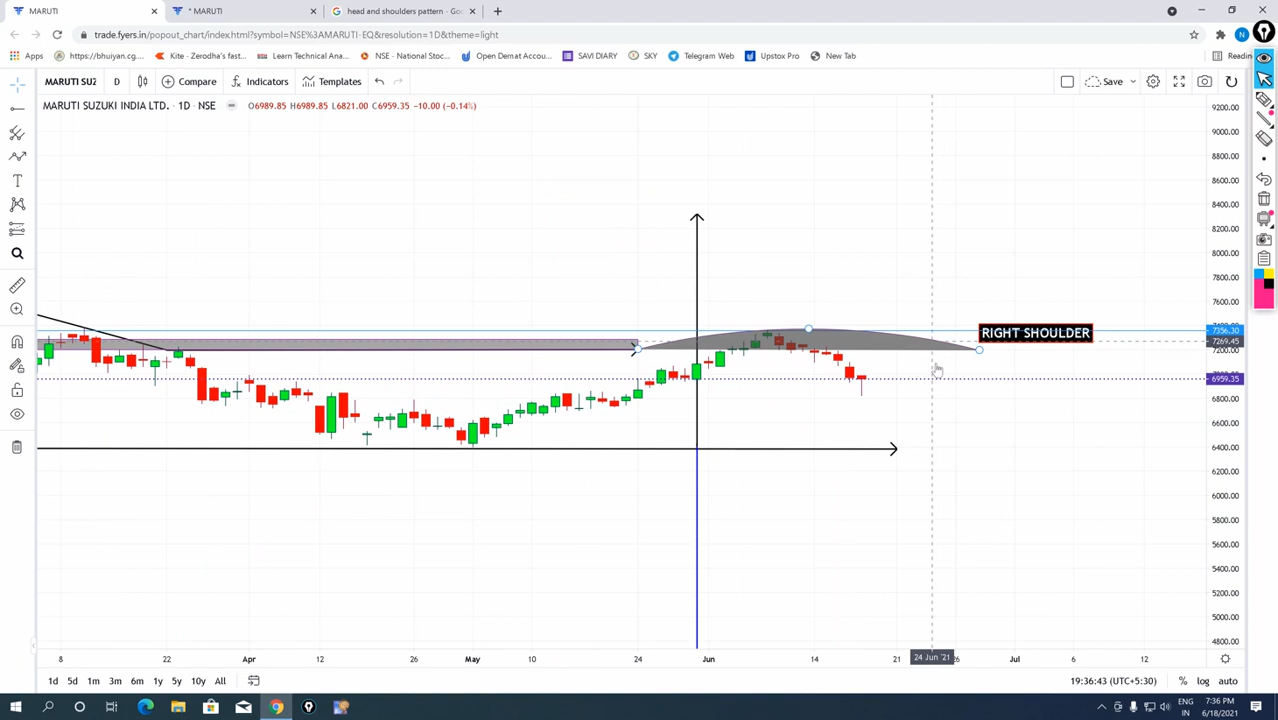 MARUTI
* MARUTI
head and shoulders pattern - Go
trade.fyers.in/popout_chart/index.html?symbol=NSE%3AMARUTI-EQ&resolution=1D&theme=light
N
Apps
https://bhuiyan.cg....
Kite - Zerodha's fast...
Learn Technical Ana...
NSE - National Stoc...
Open Demat Accou...
SAVI DIARY
SKY
Telegram Web
Upstox Pro
New Tab
Readin
MARUTI SUZ
D
Compare
Indicators
Templates
Save
MARUTI SUZUKI INDIA LTD. · 1D · NSE
O6989.85 H6989.85 L6821.00 C6959.35 −10.00 (−0.14%)
9200.00
9000.00
8800.00
8600.00
8400.00
8200.00
8000.00
7800.00
7600.00
RIGHT SHOULDER
7356.30
7269.45
7200.00
6959.35
6800.00
6600.00
6400.00
6200.00
6000.00
5800.00
5600.00
5400.00
5200.00
5000.00
4800.00
8
22
Apr
12
May
10
24
Jun
14
21
24 Jun '21
26
Jul
6
12
1d
5d
1m
3m
6m
1y
5y
10y
All
19:36:43 (UTC+5:30)
%
log
auto
ENG
IN
7:36 PM
6/18/2021